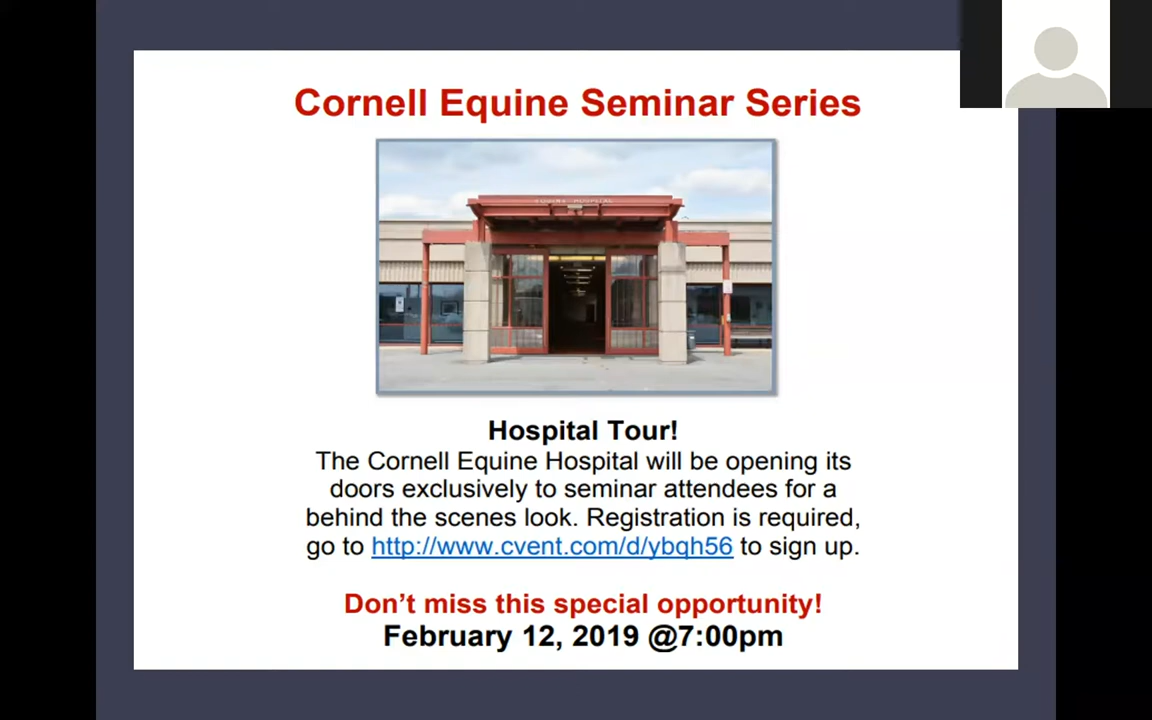 Cornell Equine Seminar Series
EQUINE HOSPITAL
Hospital Tour!
The Cornell Equine Hospital will be opening its
doors exclusively to seminar attendees for a
behind the scenes look. Registration is required,
go to http://www.cvent.com/d/ybqh56 to sign up.
Don’t miss this special opportunity!
February 12, 2019 @7:00pm